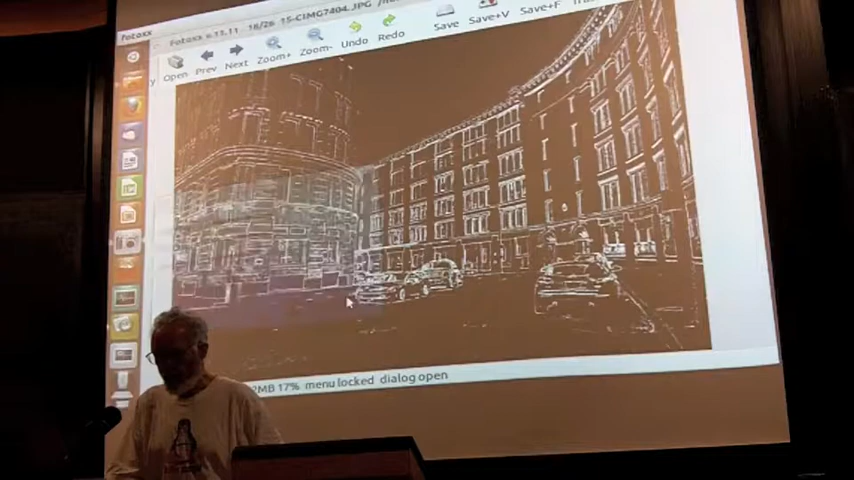 Fotoxx
Fotoxx v.11.11 16/26 15-CIMG7404.JPG
Open Prev Next Zoom+ Zoom- Undo Redo Save Save+V Save+F
17% menu locked dialog open